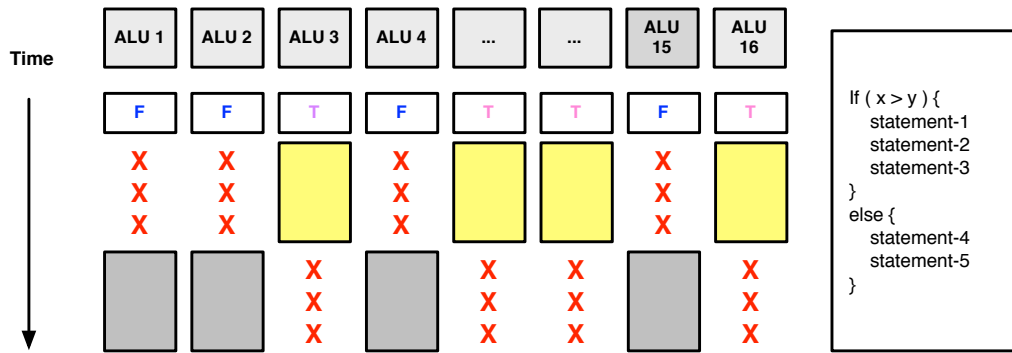 ALU 1 ALU 2 ALU 3 ALU 4 ... ... ALU 15 ALU 16
Time
F F T F T T F T
X X X X
X X X X
X X X X
X X X X
X X X X
X X X X
If ( x > y ) {
statement-1
statement-2
statement-3
}
else {
statement-4
statement-5
}